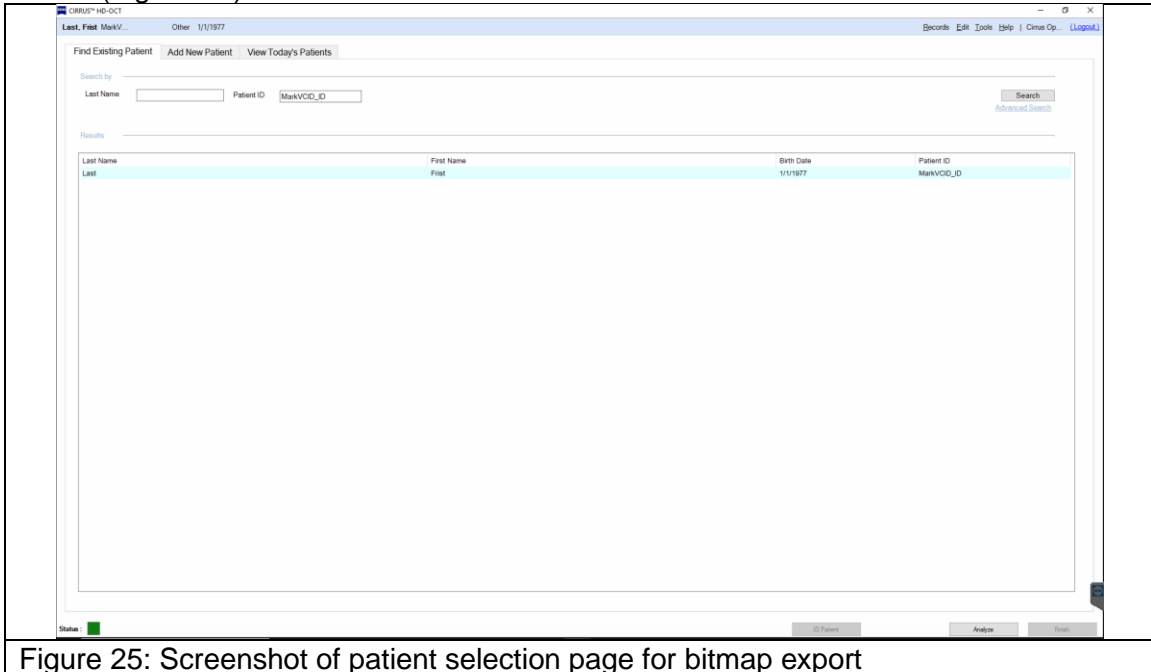 CIRRUS™ HD-OCT
Last, Frist MarkV... Other 1/1/1977 Records Edit Tools Help | Cirrus Op... (Logout)
Find Existing Patient Add New Patient View Today's Patients
Search by
Last Name Patient ID MarkVCID_ID Search
Advanced Search
Results
Last Name First Name Birth Date Patient ID
Last Frist 1/1/1977 MarkVCID_ID
Status : ID Patient Analyze Finish
Figure 25: Screenshot of patient selection page for bitmap export